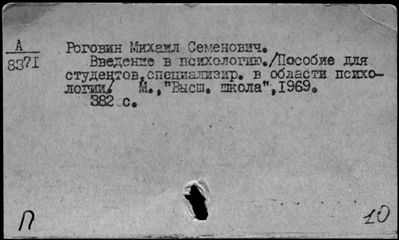 А
8371
Роговин Михаил Семенович.
Введение в психологию./Пособие для
студентов,специализир. в области психо-
логии/ М.,"Высш. школа",1969.
382 с.
П
10